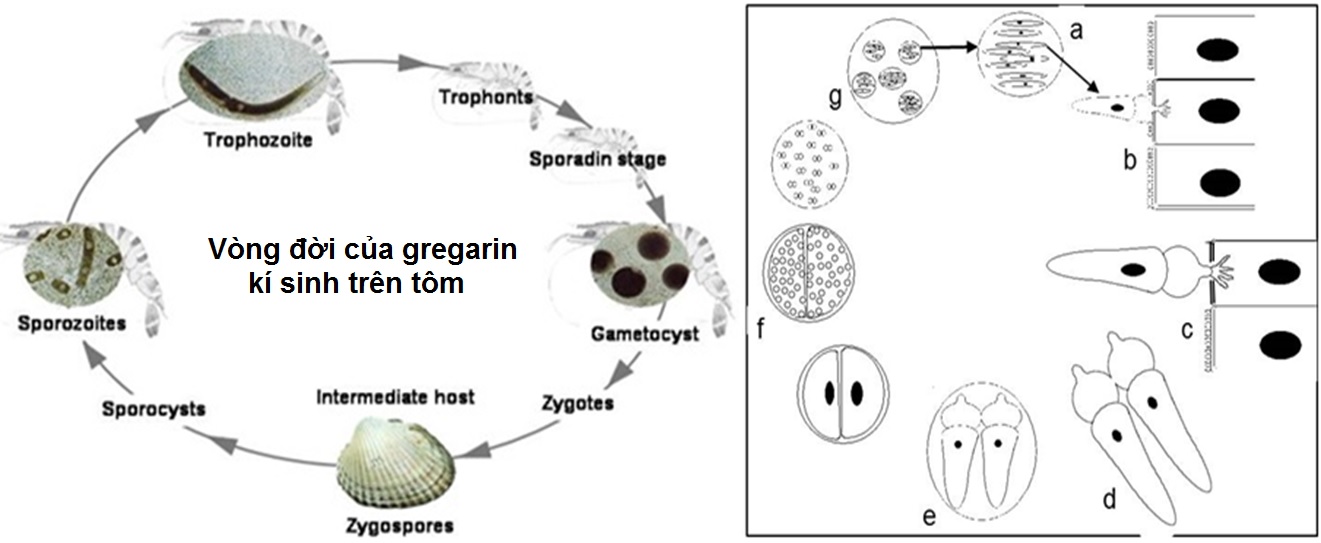 Trophozoite
Trophonts
Sporadin stage
Vòng đời của gregarin
kí sinh trên tôm
Sporozoites
Gametocyst
Sporocysts
Intermediate host
Zygotes
Zygospores
a
g
b
f
c
e
d